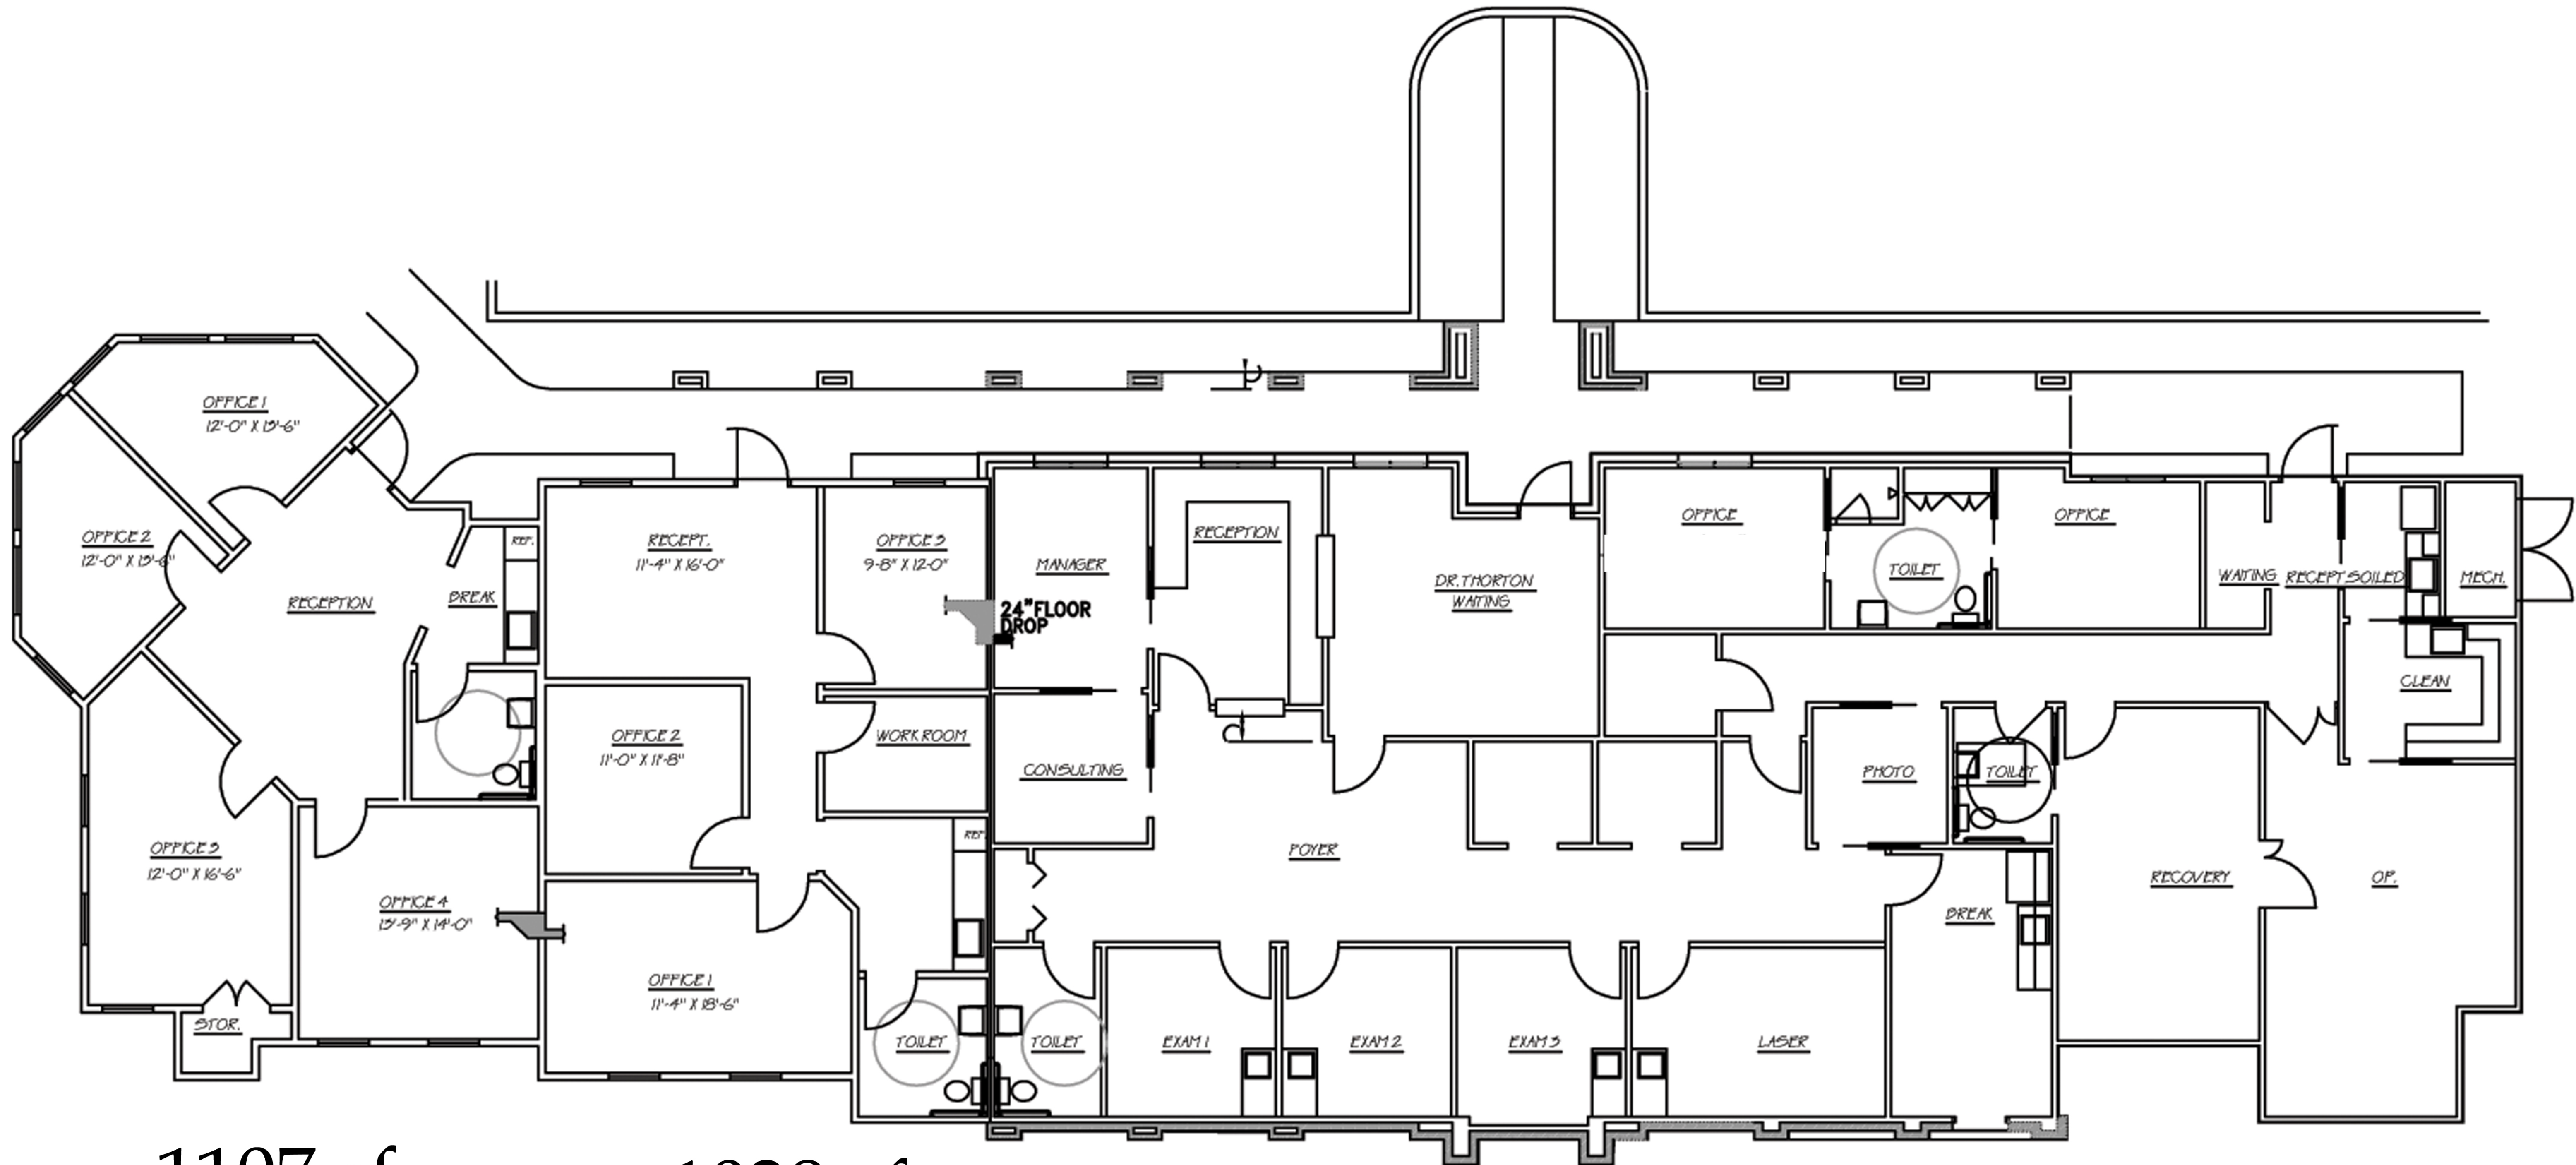 OFFICE 1
12'-0" X 13'-6"
OFFICE 2
12'-0" X 13'-6"
RECEPTION
BREAK
REF.
OFFICE 3
12'-0" X 16'-6"
OFFICE 4
13'-9" X 14'-0"
STOR.
RECEPT.
11'-4" X 16'-0"
OFFICE 3
9'-8" X 12'-0"
OFFICE 2
11'-0" X 11'-8"
WORK ROOM
REF.
OFFICE 1
11'-4" X 18'-6"
TOILET
24" FLOOR
DROP
MANAGER
RECEPTION
DR. THORTON
WAITING
CONSULTING
FOYER
TOILET
EXAM 1
EXAM 2
EXAM 3
LASER
OFFICE
TOILET
OFFICE
WAITING
RECEPT.
SOILED
MECH.
CLEAN
PHOTO
TOILET
BREAK
RECOVERY
OP.